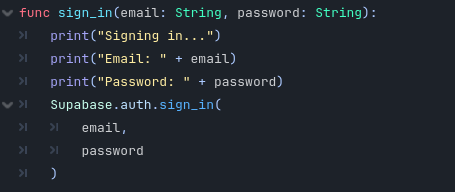 func sign_in(email: String, password: String):
    print("Signing in...")
    print("Email: " + email)
    print("Password: " + password)
    Supabase.auth.sign_in(
        email,
        password
    )